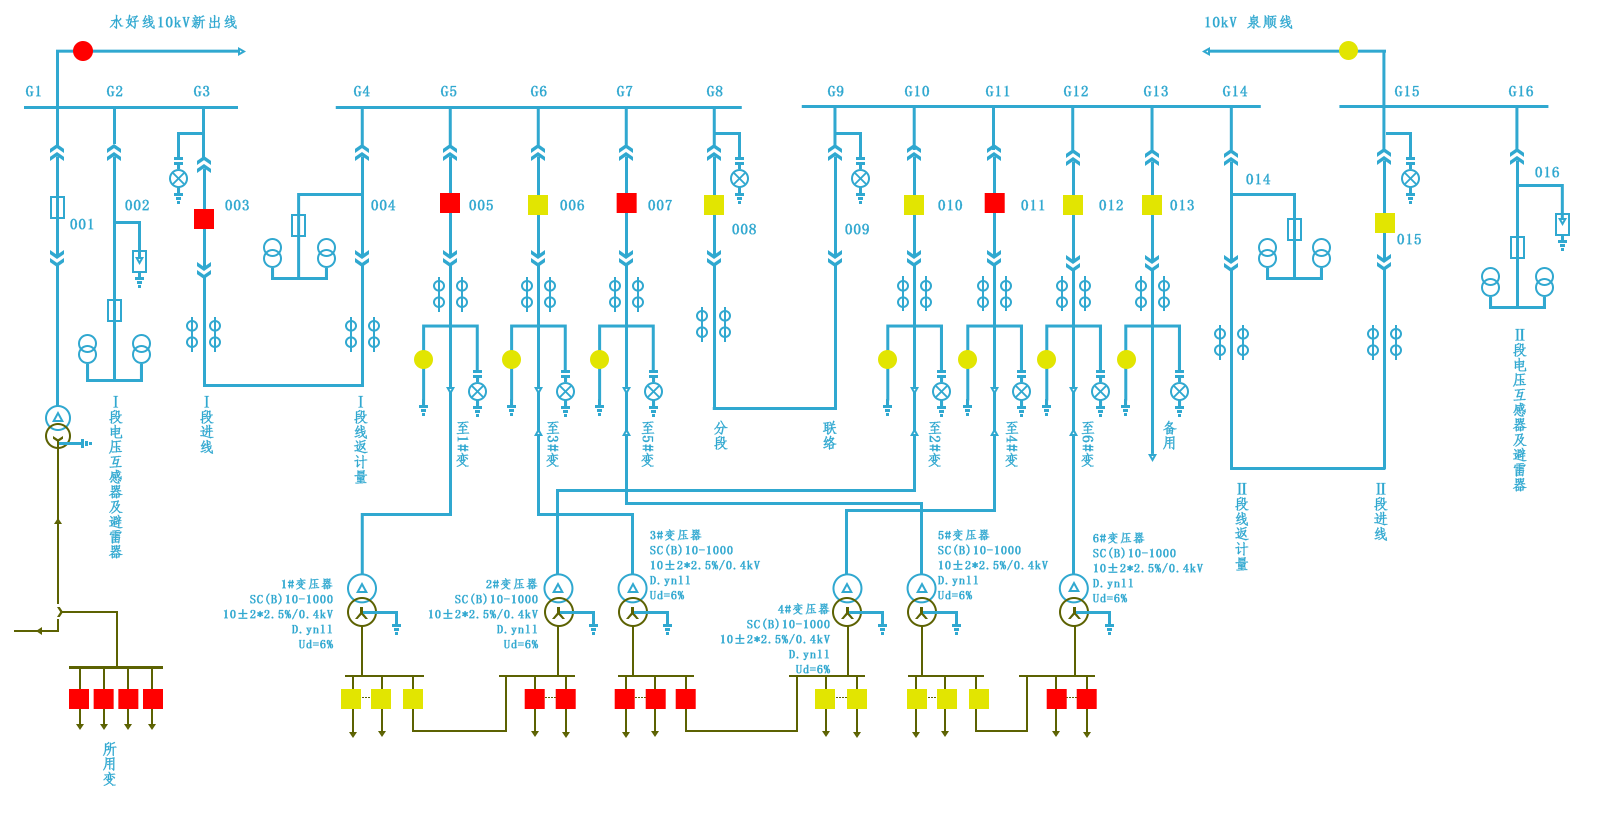 水好线10kV新出线
10kV 泉顺线
G1
G2
G3
G4
G5
G6
G7
G8
G9
G10
G11
G12
G13
G14
G15
G16
001
002
003
004
005
006
007
008
009
010
011
012
013
014
015
016
I段电压互感器及避雷器
I段进线
I段线返计量
至1#变
至3#变
至5#变
分段
联络
至2#变
至4#变
至6#变
备用
II段线返计量
II段进线
II段电压互感器及避雷器
1#变压器
SC(B)10-1000
10±2*2.5%/0.4kV
D.yn11
Ud=6%
2#变压器
SC(B)10-1000
10±2*2.5%/0.4kV
D.yn11
Ud=6%
3#变压器
SC(B)10-1000
10±2*2.5%/0.4kV
D.yn11
Ud=6%
4#变压器
SC(B)10-1000
10±2*2.5%/0.4kV
D.yn11
Ud=6%
5#变压器
SC(B)10-1000
10±2*2.5%/0.4kV
D.yn11
Ud=6%
6#变压器
SC(B)10-1000
10±2*2.5%/0.4kV
D.yn11
Ud=6%
所用变